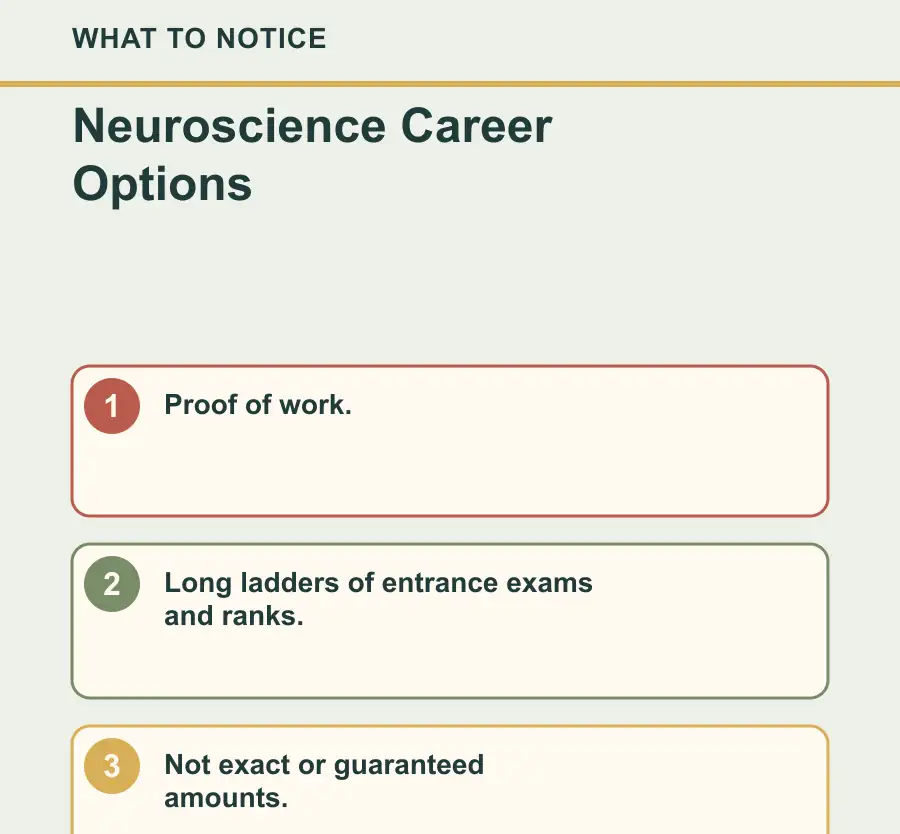 WHAT TO NOTICE
Neuroscience Career
Options
1 Proof of work.
2 Long ladders of entrance exams
and ranks.
3 Not exact or guaranteed
amounts.